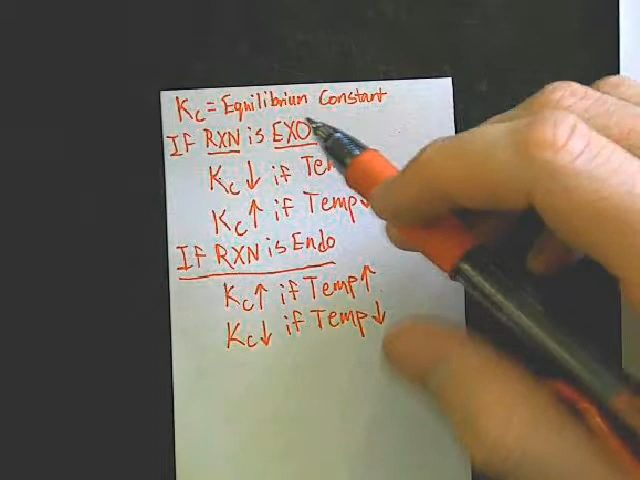 Kc = Equilibrium Constant
If RXN is EXO
Kc ↓ if
Kc ↑ if Temp↓
If RXN is Endo
Kc↑ if Temp↑
Kc↓ if Temp↓